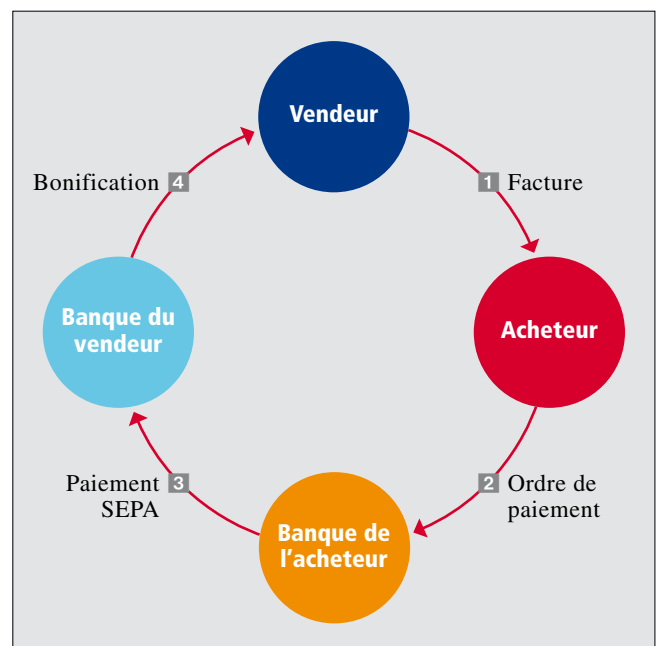 Vendeur
1 Facture
Acheteur
2 Ordre de
paiement
Banque de
l’acheteur
3 Paiement
SEPA
Banque du
vendeur
Bonification 4